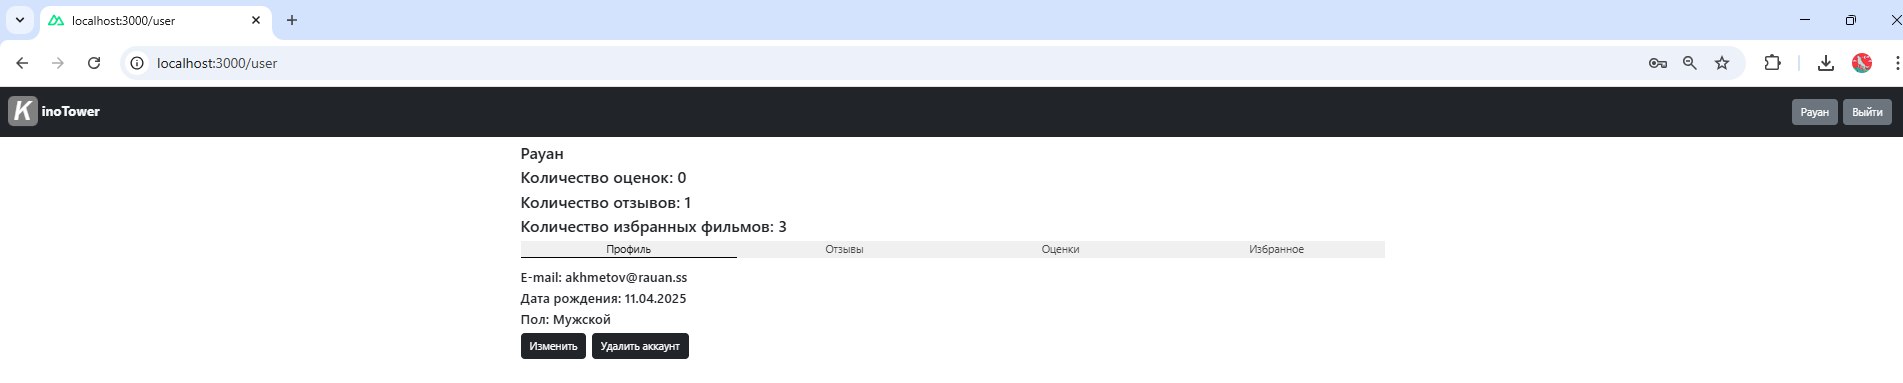 localhost:3000/user
localhost:3000/user
K inoTower
Рауан Выйти
Рауан
Количество оценок: 0
Количество отзывов: 1
Количество избранных фильмов: 3
Профиль Отзывы Оценки Избранное
E-mail: akhmetov@rauan.ss
Дата рождения: 11.04.2025
Пол: Мужской
Изменить Удалить аккаунт